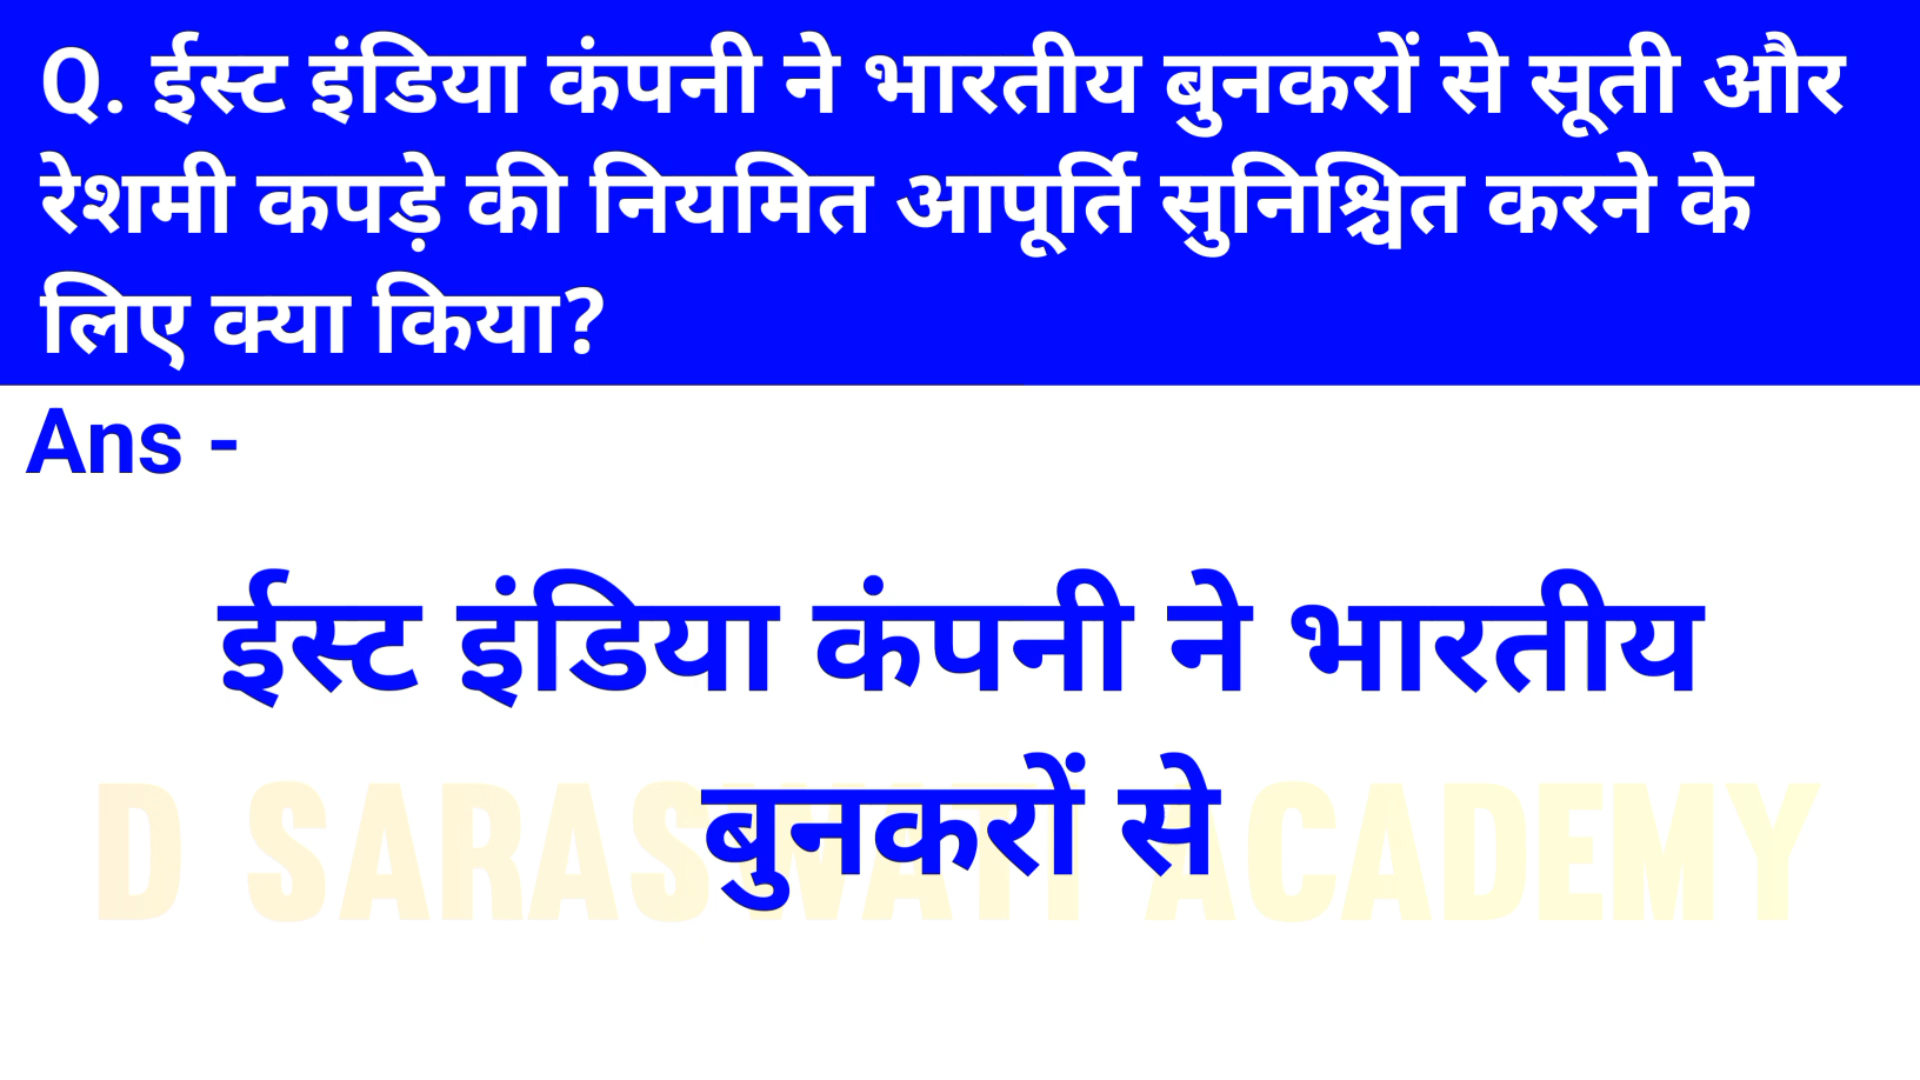 Q. ईस्ट इंडिया कंपनी ने भारतीय बुनकरों से सूती और
रेशमी कपड़े की नियमित आपूर्ति सुनिश्चित करने के
लिए क्या किया?
Ans -
ईस्ट इंडिया कंपनी ने भारतीय
बुनकरों से
D SARASWATI ACADEMY